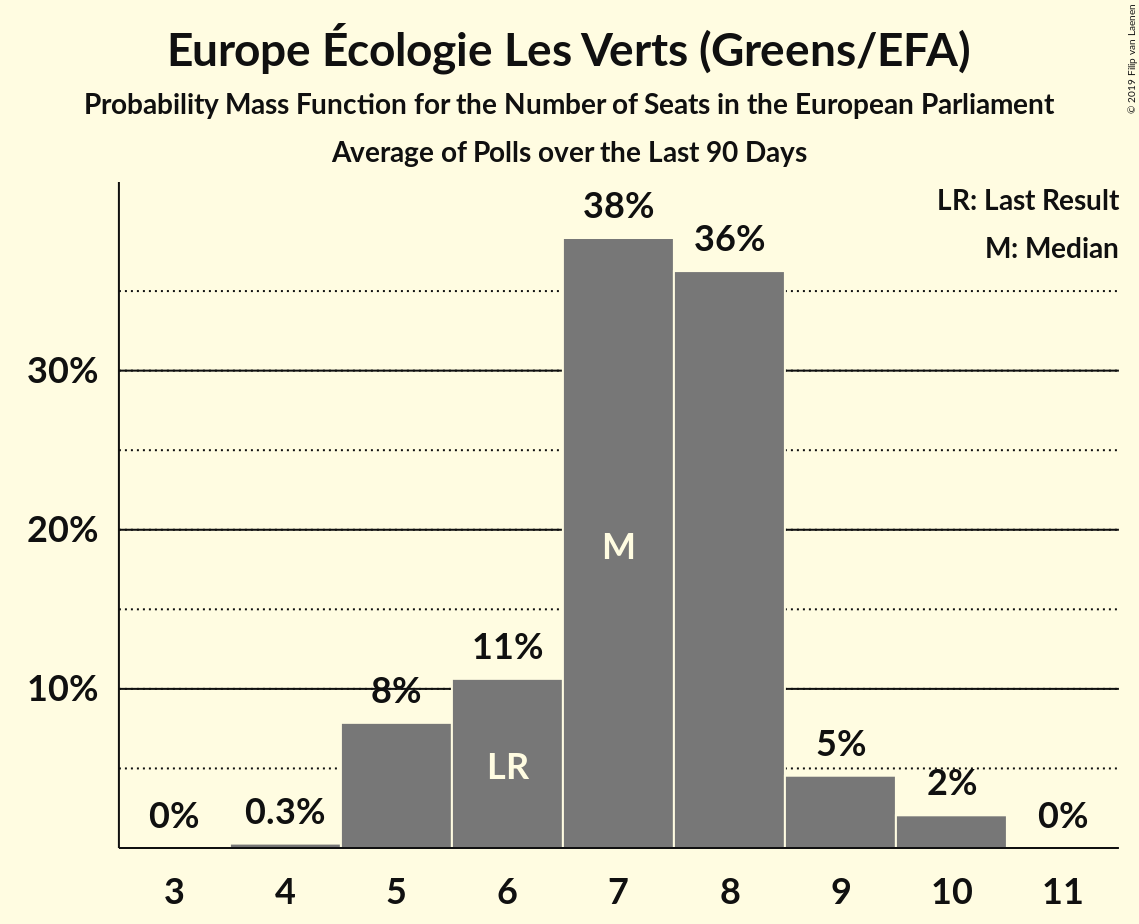 Europe Écologie Les Verts (Greens/EFA)
Probability Mass Function for the Number of Seats in the European Parliament
Average of Polls over the Last 90 Days
© 2019 Filip van Laenen
LR: Last Result
M: Median
38%
36%
30%
20%
M
11%
10%
8%
LR
5%
2%
0%
0.3%
0%
3 4 5 6 7 8 9 10 11